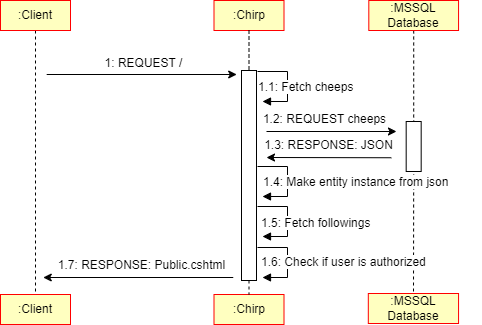 :Client
:Chirp
:MSSQL
Database
1: REQUEST /
1.1: Fetch cheeps
1.2: REQUEST cheeps
1.3: RESPONSE: JSON
1.4: Make entity instance from json
1.5: Fetch followings
1.6: Check if user is authorized
1.7: RESPONSE: Public.cshtml
:Client
:Chirp
:MSSQL
Database